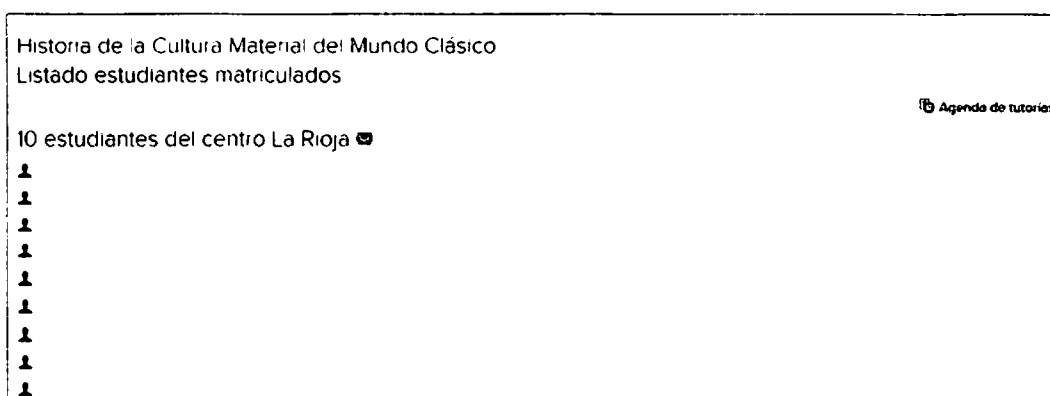 Historia de la Cultura Material del Mundo Clásico
Listado estudiantes matriculados
Agenda de tutorías
10 estudiantes del centro La Rioja